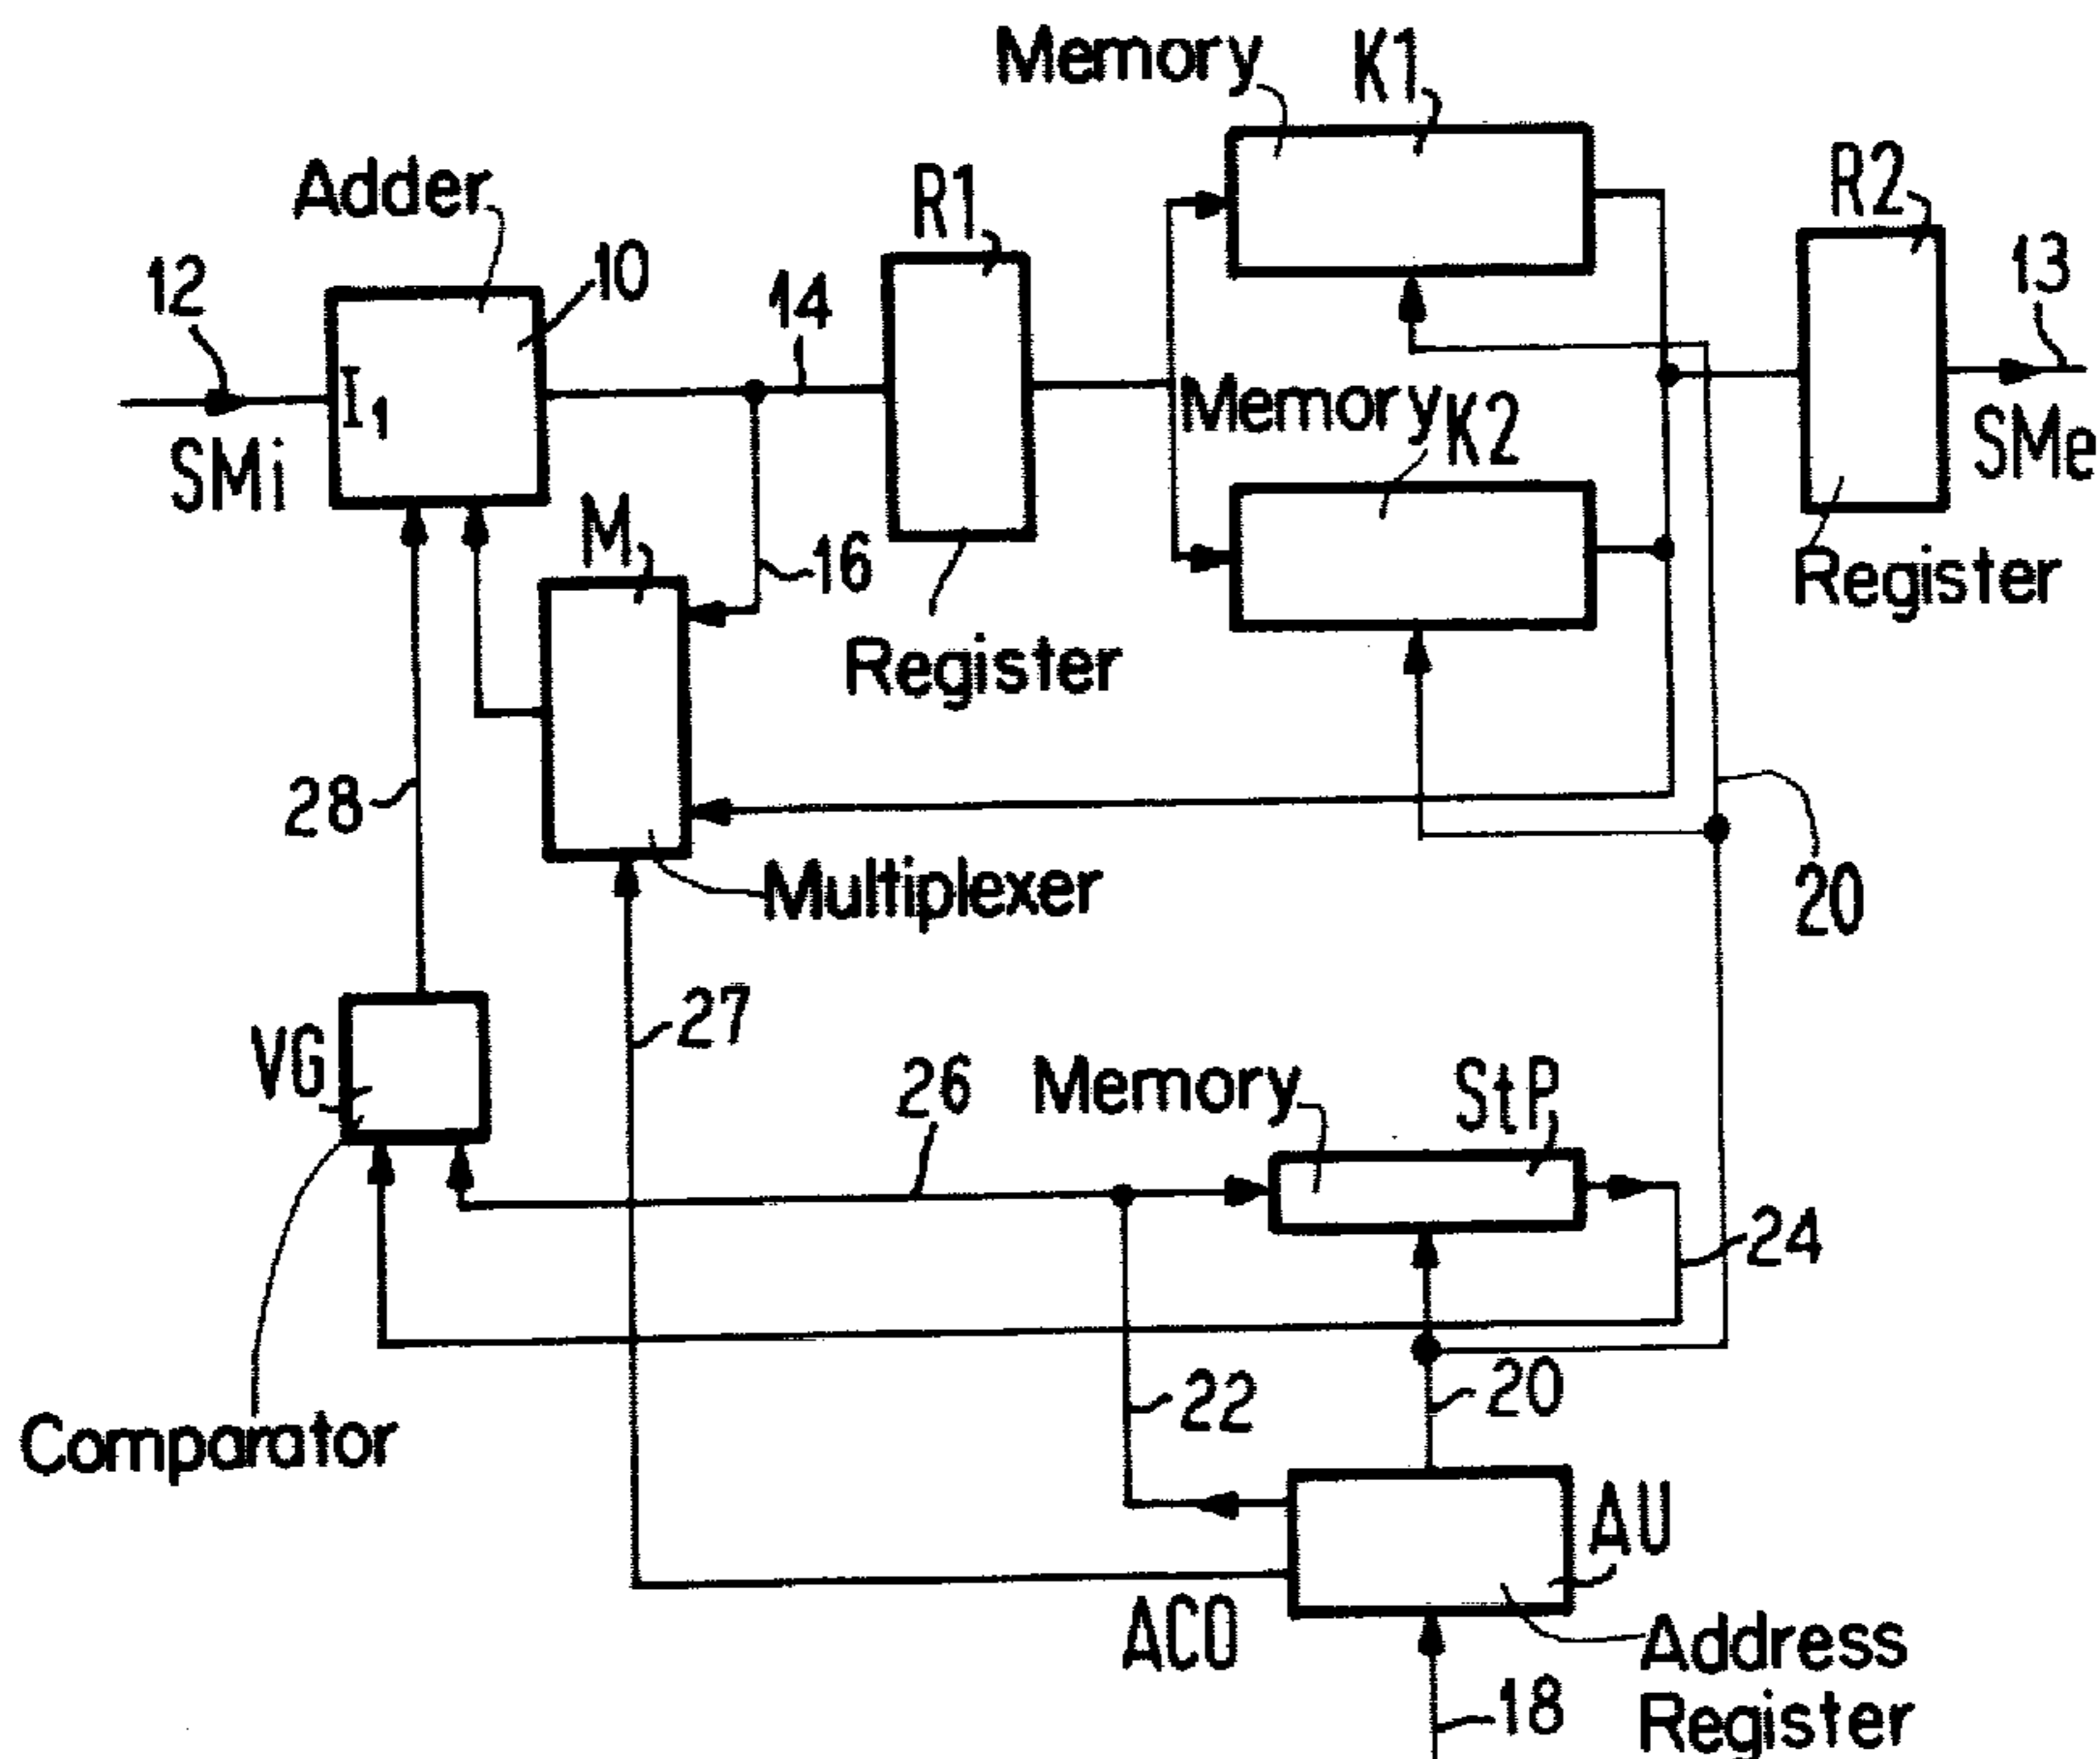 Memory
K1
Adder
R1
R2
12
10
14
13
I1
Memory
K2
SMi
SMe
M
16
Register
Register
28
Multiplexer
20
27
VG
26
Memory
StP
24
22
20
Comparator
AU
ACO
Address
Register
18